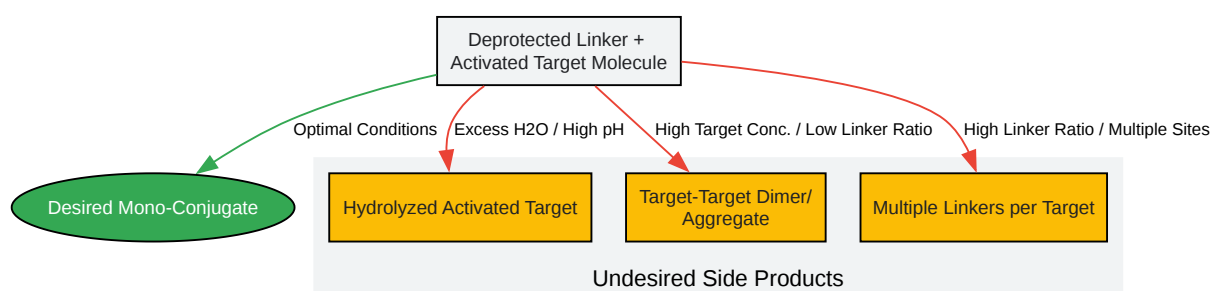 Deprotected Linker +
Activated Target Molecule
Optimal Conditions
Excess H2O / High pH
High Target Conc. / Low Linker Ratio
High Linker Ratio / Multiple Sites
Desired Mono-Conjugate
Hydrolyzed Activated Target
Target-Target Dimer/
Aggregate
Multiple Linkers per Target
Undesired Side Products